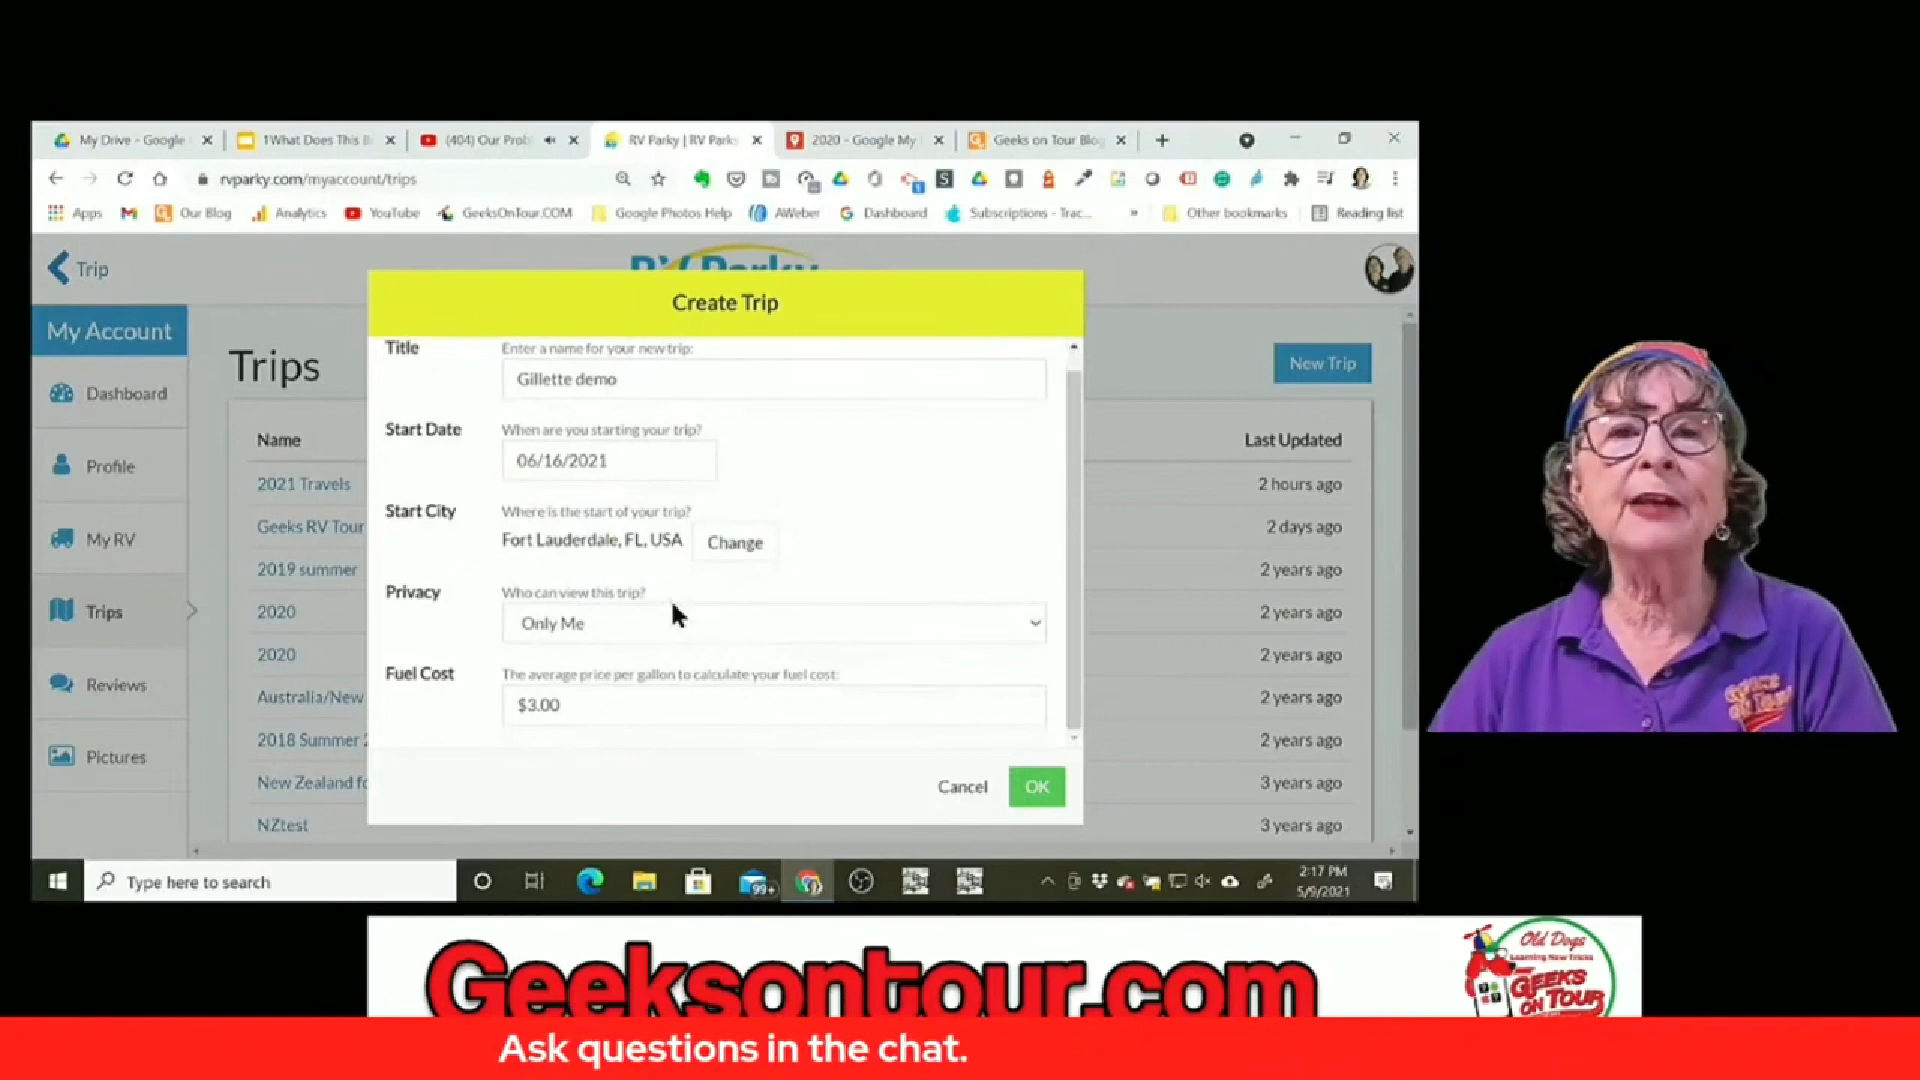 My Drive - Google
1What Does This B
(404) Our Prob
RV Parky | RV Parks
2020 - Google My
Geeks on Tour Blog
rvparky.com/myaccount/trips
Apps
Our Blog
Analytics
YouTube
GeeksOnTour.COM
Google Photos Help
AWeber
Dashboard
Subscriptions - Trac...
»
Other bookmarks
Reading list
Trip
RV Parky
My Account
Dashboard
Profile
My RV
Trips
Reviews
Pictures
Trips
New Trip
Name
Last Updated
2021 Travels
2 hours ago
Geeks RV Tour
2 days ago
2019 summer
2 years ago
2020
2 years ago
2020
2 years ago
Australia/New
2 years ago
2018 Summer
2 years ago
New Zealand fo
3 years ago
NZtest
3 years ago
Create Trip
Title
Enter a name for your new trip:
Gillette demo
Start Date
When are you starting your trip?
06/16/2021
Start City
Where is the start of your trip?
Fort Lauderdale, FL, USA
Change
Privacy
Who can view this trip?
Only Me
Fuel Cost
The average price per gallon to calculate your fuel cost:
$3.00
Cancel
OK
Type here to search
99+
2:17 PM
5/9/2021
Geeksontour.com
Old Dogs
Learning New Tricks
GEEKS
ON TOUR
Ask questions in the chat.